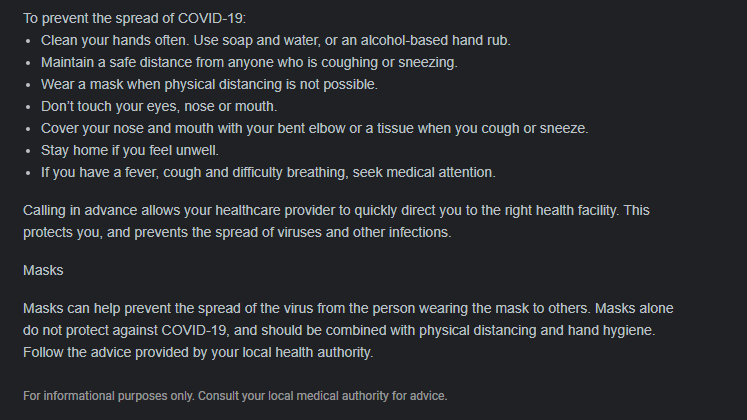 To prevent the spread of COVID-19:
• Clean your hands often. Use soap and water, or an alcohol-based hand rub.
• Maintain a safe distance from anyone who is coughing or sneezing.
• Wear a mask when physical distancing is not possible.
• Don’t touch your eyes, nose or mouth.
• Cover your nose and mouth with your bent elbow or a tissue when you cough or sneeze.
• Stay home if you feel unwell.
• If you have a fever, cough and difficulty breathing, seek medical attention.
Calling in advance allows your healthcare provider to quickly direct you to the right health facility. This
protects you, and prevents the spread of viruses and other infections.
Masks
Masks can help prevent the spread of the virus from the person wearing the mask to others. Masks alone
do not protect against COVID-19, and should be combined with physical distancing and hand hygiene.
Follow the advice provided by your local health authority.
For informational purposes only. Consult your local medical authority for advice.